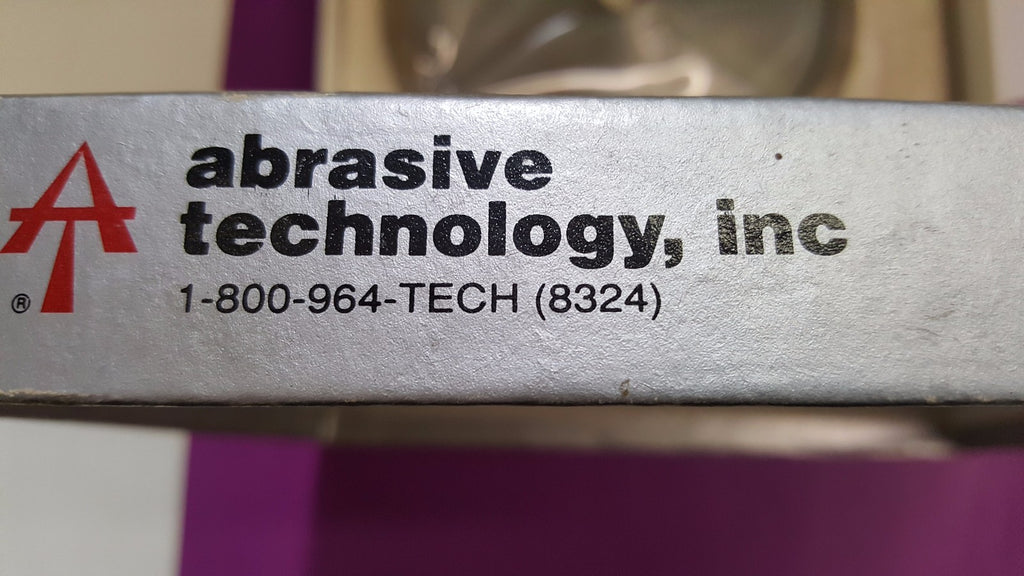 abrasive
technology, inc
1-800-964-TECH (8324)
®